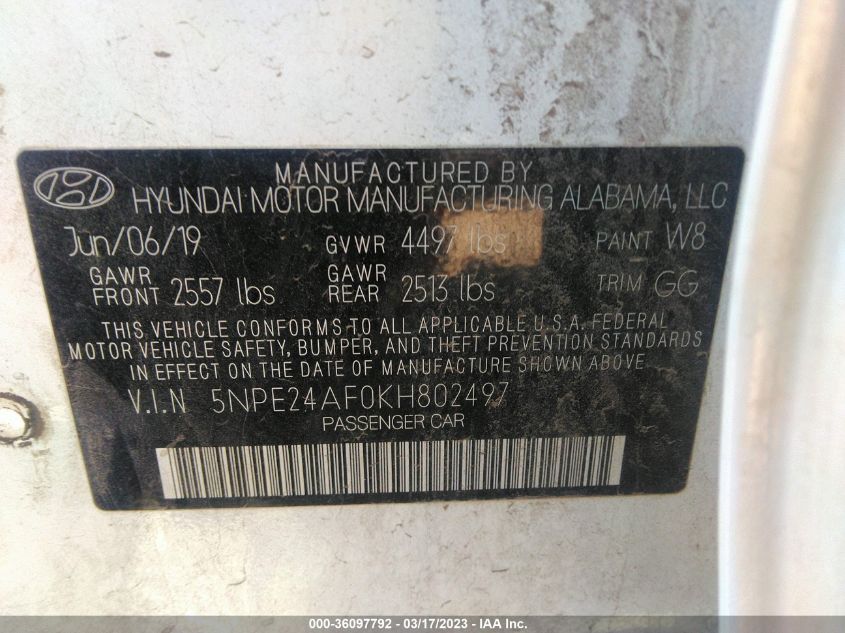 MANUFACTURED BY
HYUNDAI MOTOR MANUFACTURING ALABAMA, LLC
Jun/06/19 GVWR 4497 lbs PAINT W8
GAWR FRONT 2557 lbs GAWR REAR 2513 lbs TRIM GG
THIS VEHICLE CONFORMS TO ALL APPLICABLE U.S.A. FEDERAL
MOTOR VEHICLE SAFETY, BUMPER, AND THEFT PREVENTION STANDARDS
IN EFFECT ON THE DATE OF MANUFACTURE SHOWN ABOVE
V.I.N 5NPE24AF0KH802497
PASSENGER CAR
000-36097792 - 03/17/2023 - IAA Inc.